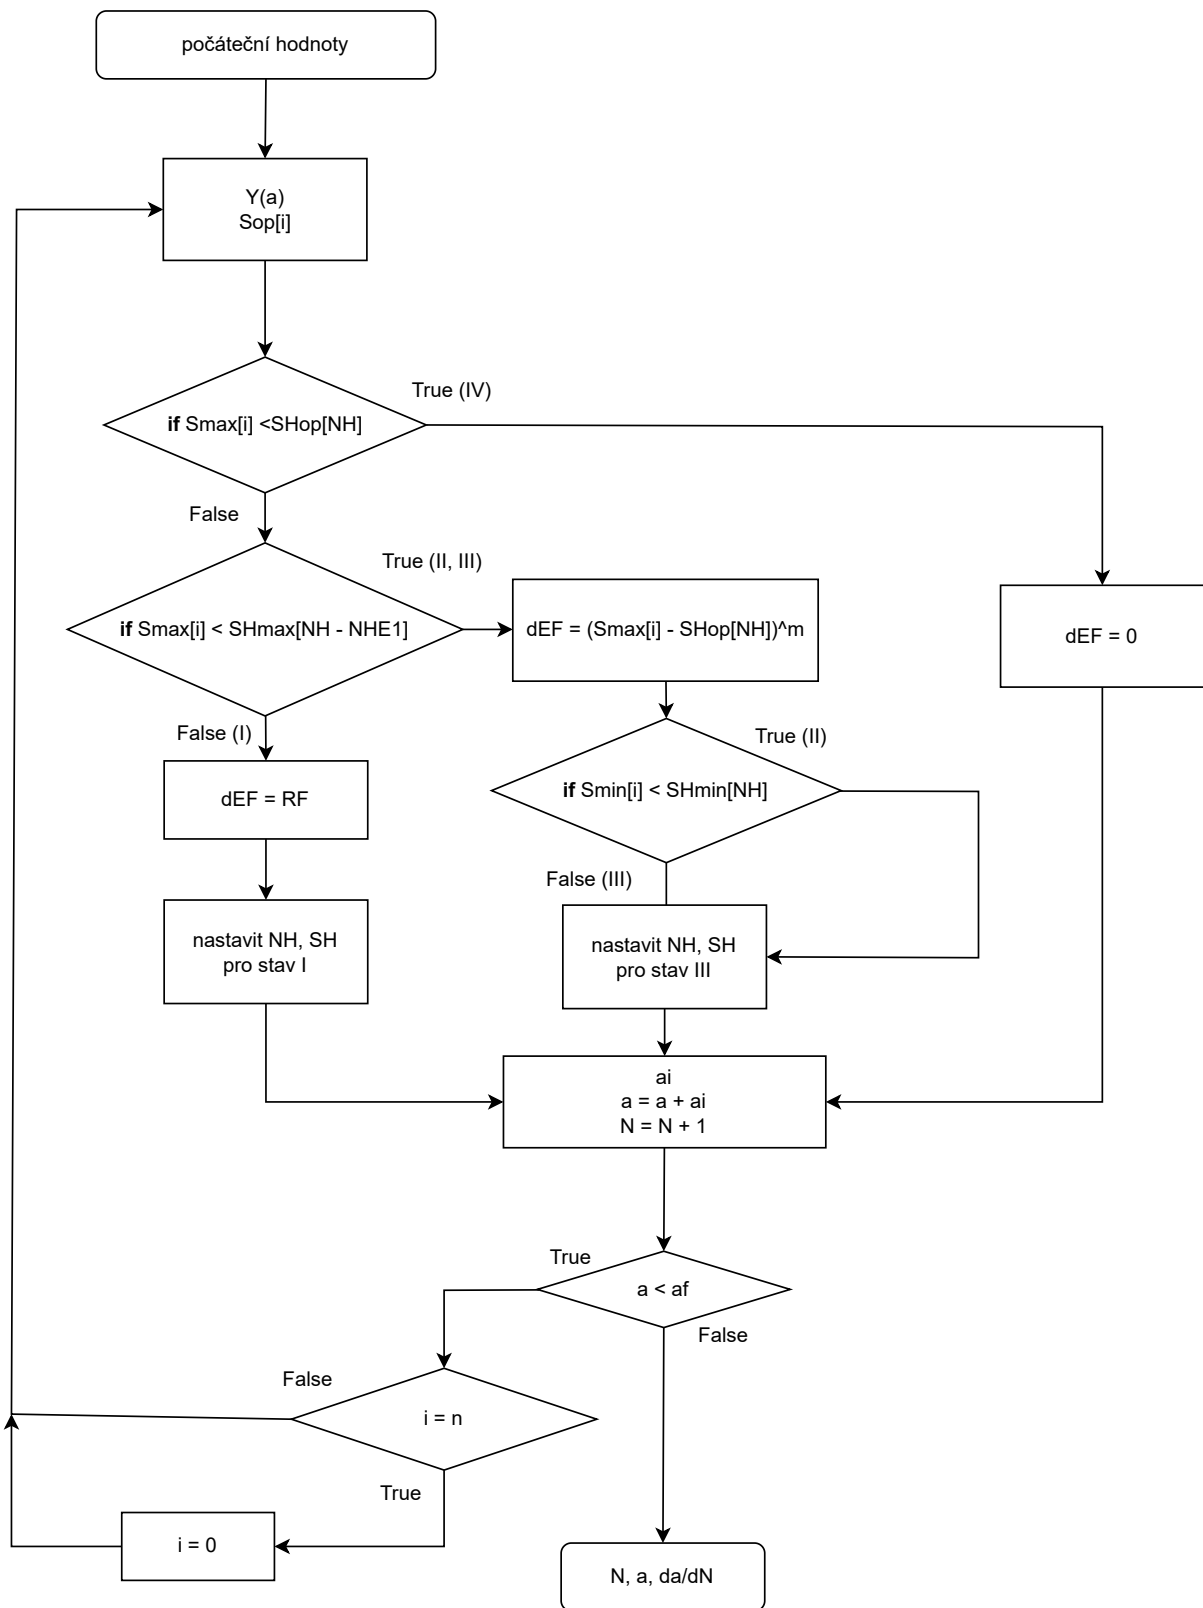 počáteční hodnoty
Y(a)
Sop[i]
True (IV)
if Smax[i] <SHop[NH]
False
True (II, III)
if Smax[i] < SHmax[NH - NHE1]
dEF = (Smax[i] - SHop[NH])^m
dEF = 0
False (I)
True (II)
dEF = RF
if Smin[i] < SHmin[NH]
False (III)
nastavit NH, SH
pro stav I
nastavit NH, SH
pro stav III
ai
a = a + ai
N = N + 1
True
a < af
False
False
i = n
True
i = 0
N, a, da/dN